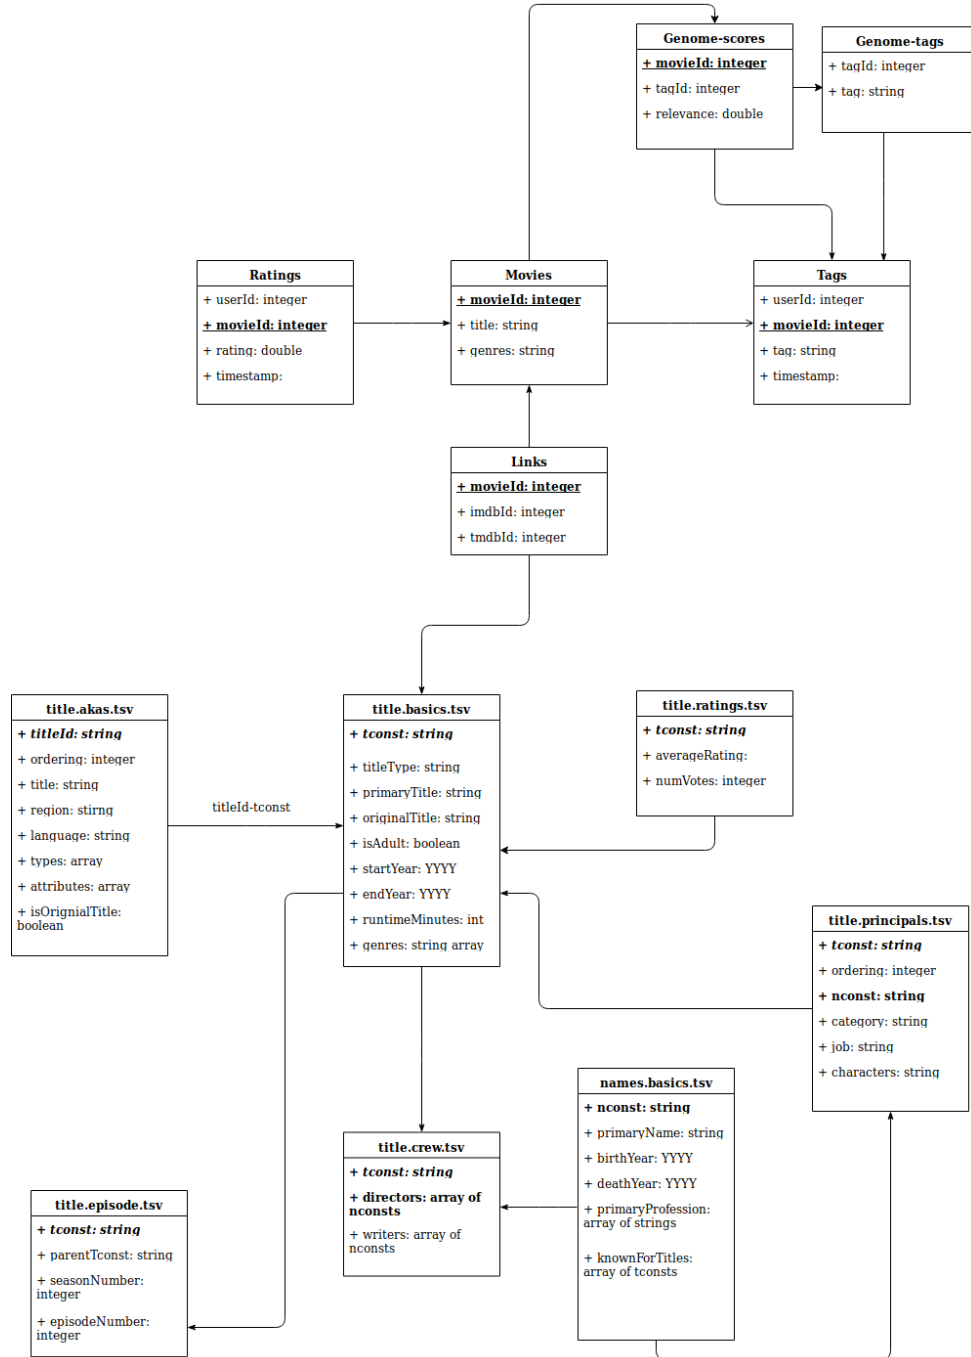 Genome-scores
+ movieId: integer
+ tagId: integer
+ relevance: double
Genome-tags
+ tagId: integer
+ tag: string
Ratings
+ userId: integer
+ movieId: integer
+ rating: double
+ timestamp:
Movies
+ movieId: integer
+ title: string
+ genres: string
Tags
+ userId: integer
+ movieId: integer
+ tag: string
+ timestamp:
Links
+ movieId: integer
+ imdbId: integer
+ tmdbId: integer
title.akas.tsv
+ titleId: string
+ ordering: integer
+ title: string
+ region: stirng
+ language: string
+ types: array
+ attributes: array
+ isOrignialTitle:
boolean
titleId-tconst
title.basics.tsv
+ tconst: string
+ titleType: string
+ primaryTitle: string
+ originalTitle: string
+ isAdult: boolean
+ startYear: YYYY
+ endYear: YYYY
+ runtimeMinutes: int
+ genres: string array
title.ratings.tsv
+ tconst: string
+ averageRating:
+ numVotes: integer
title.principals.tsv
+ tconst: string
+ ordering: integer
+ nconst: string
+ category: string
+ job: string
+ characters: string
names.basics.tsv
+ nconst: string
+ primaryName: string
+ birthYear: YYYY
+ deathYear: YYYY
+ primaryProfession:
array of strings
+ knownForTitles:
array of tconsts
title.crew.tsv
+ tconst: string
+ directors: array of
nconsts
+ writers: array of
nconsts
title.episode.tsv
+ tconst: string
+ parentTconst: string
+ seasonNumber:
integer
+ episodeNumber:
integer